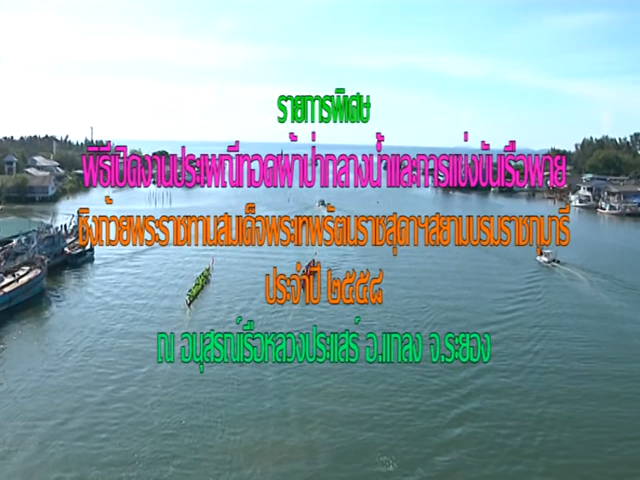 รายการพิเศษ
พิธีเปิดงานประเพณีทอดผ้าป่ากลางน้ำและการแข่งขันเรือพาย
ชิงถ้วยพระราชทานสมเด็จพระเทพรัตนราชสุดาฯสยามบรมราชกุมารี
ประจำปี ๒๕๕๘
ณ อนุสรณ์เรือหลวงประแสร์ อ.แกลง จ.ระยอง